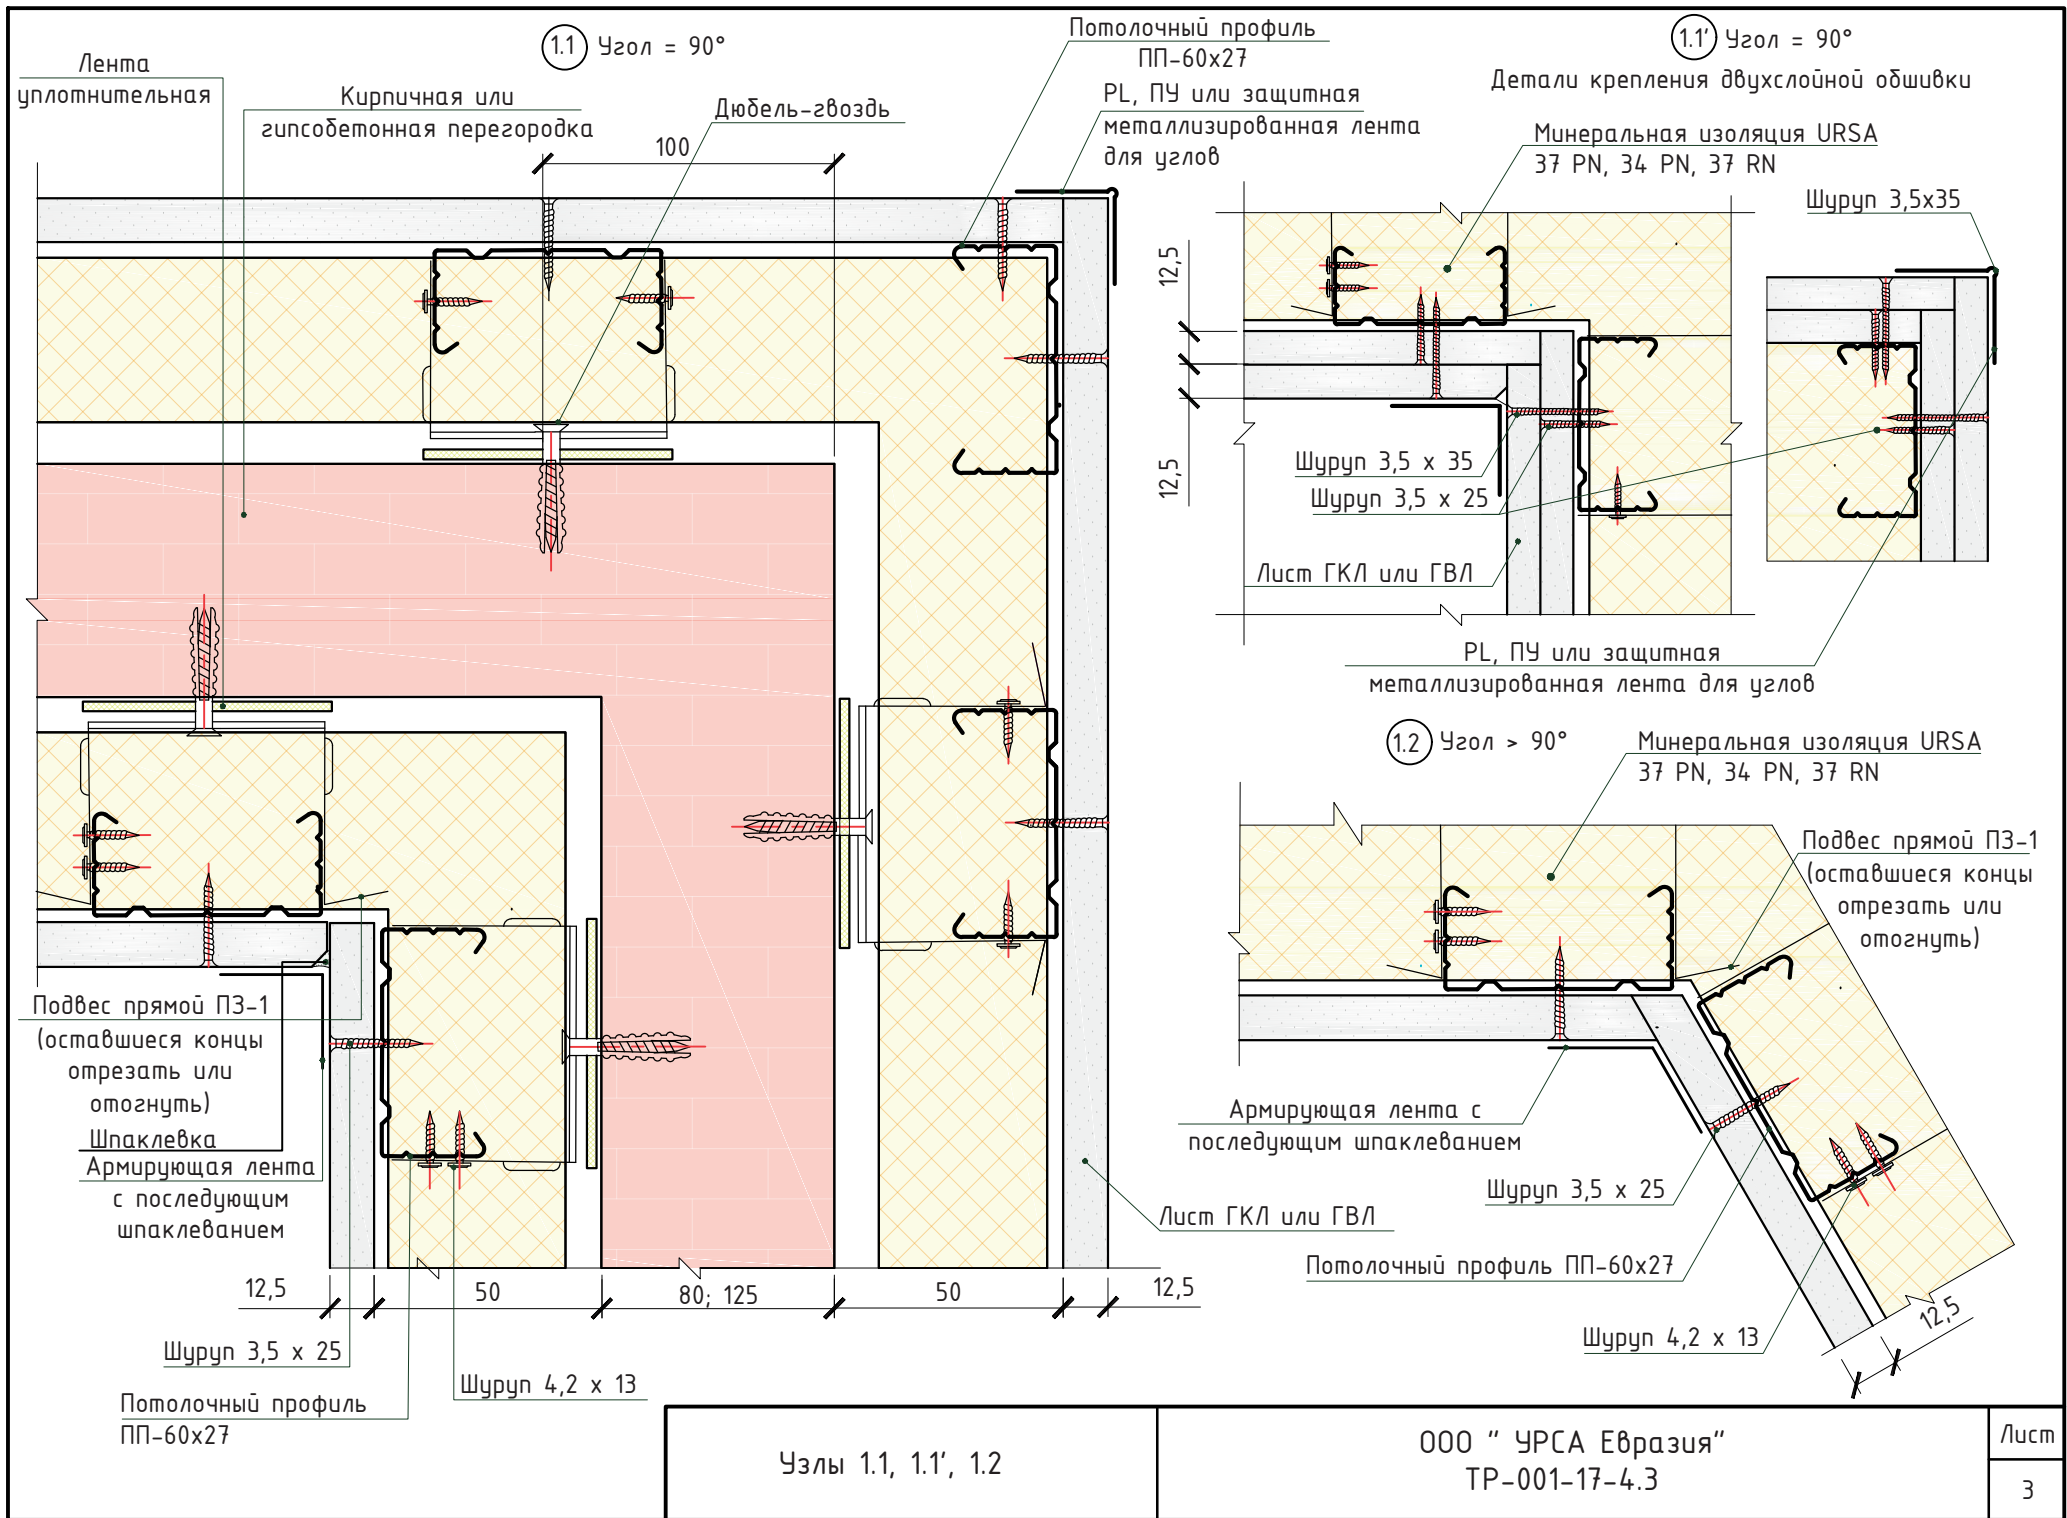 1.1 Угол = 90°
Лента
уплотнительная
Кирпичная или
гипсобетонная перегородка
Дюбель-гвоздь
100
Потолочный профиль
ПП-60х27
PL, ПУ или защитная
металлизированная лента
для углов
Подвес прямой ПЗ-1
(оставшиеся концы
отрезать или
отогнуть)
Шпаклевка
Армирующая лента
с последующим
шпаклеванием
Лист ГКЛ или ГВЛ
12,5
50
80; 125
50
12,5
Шуруп 3,5 х 25
Шуруп 4,2 х 13
Потолочный профиль
ПП-60х27
1.1' Угол = 90°
Детали крепления двухслойной обшивки
Минеральная изоляция URSA
37 PN, 34 PN, 37 RN
Шуруп 3,5х35
12,5
12,5
Шуруп 3,5 х 35
Шуруп 3,5 х 25
Лист ГКЛ или ГВЛ
PL, ПУ или защитная
металлизированная лента для углов
1.2 Угол > 90°
Минеральная изоляция URSA
37 PN, 34 PN, 37 RN
Подвес прямой ПЗ-1
(оставшиеся концы
отрезать или
отогнуть)
Армирующая лента с
последующим шпаклеванием
Шуруп 3,5 х 25
Потолочный профиль ПП-60х27
Шуруп 4,2 х 13
12,5
Узлы 1.1, 1.1', 1.2
ООО " УРСА Евразия"
ТР-001-17-4.3
Лист
3